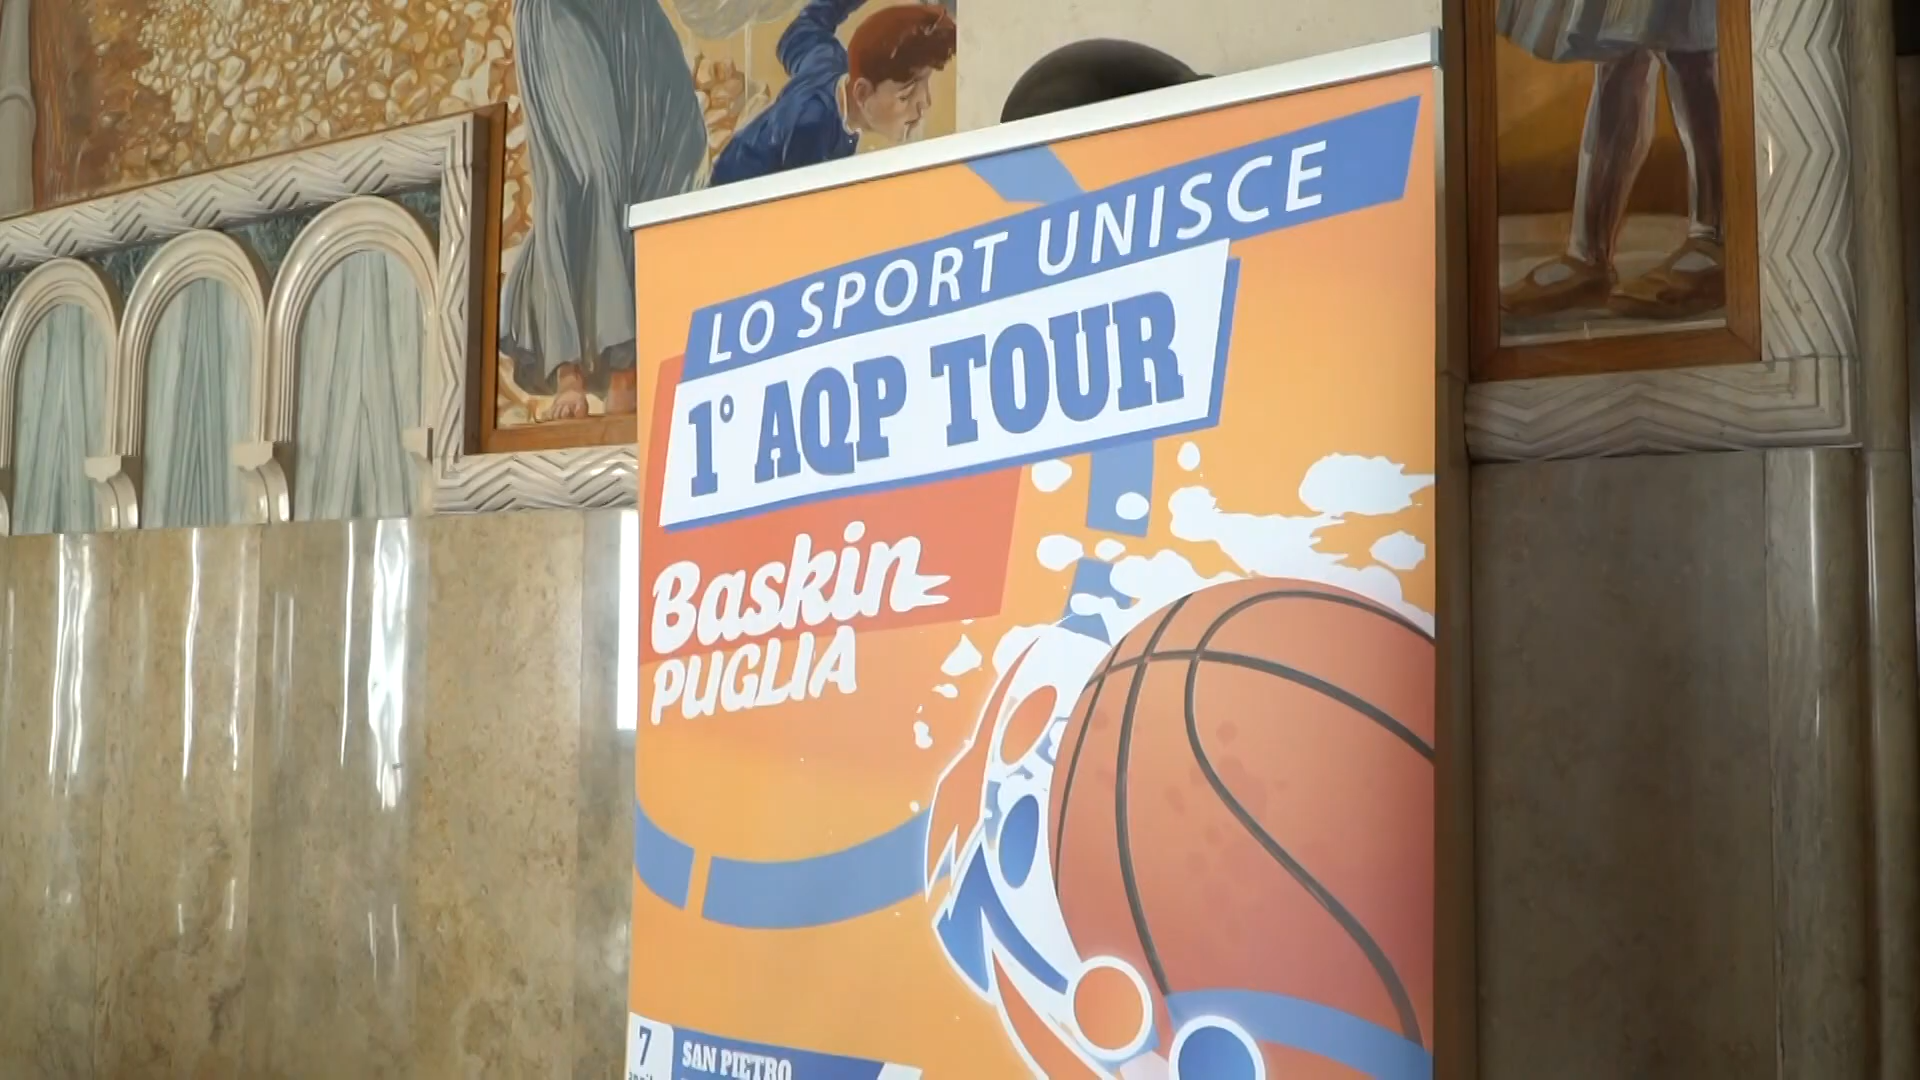 LO SPORT UNISCE
1° AQP TOUR
Baskin
PUGLIA
7
SAN PIETRO